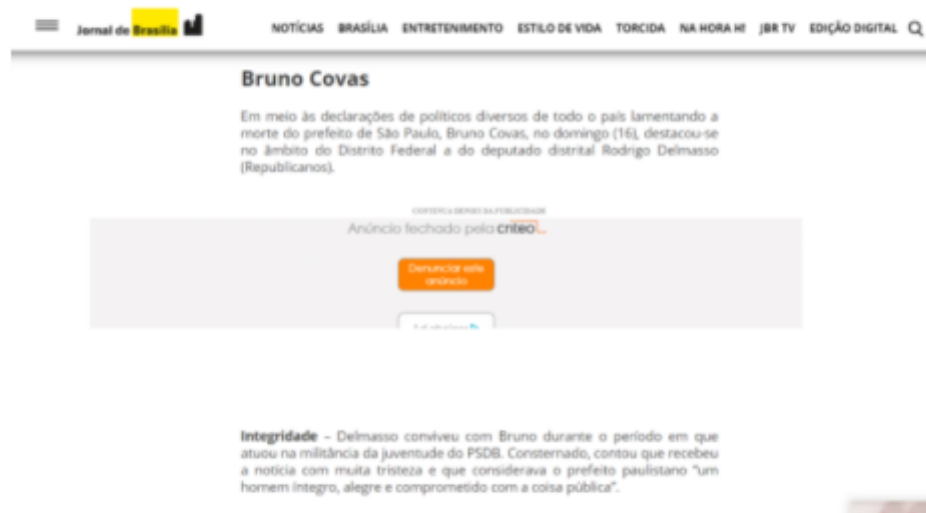 Jornal de Brasília
NOTÍCIAS BRASÍLIA ENTRETENIMENTO ESTILO DE VIDA TORCIDA NA HORA H! JBR TV EDIÇÃO DIGITAL
Bruno Covas
Em meio às declarações de políticos diversos de todo o país lamentando a
morte do prefeito de São Paulo, Bruno Covas, no domingo (16), destacou-se
no âmbito do Distrito Federal a do deputado distrital Rodrigo Delmasso
(Republicanos).
CONTINUA DEPOIS DA PUBLICIDADE
Anúncio fechado pela criteo
Denunciar este
anúncio
Integridade – Delmasso conviveu com Bruno durante o período em que
atuou na militância da juventude do PSDB. Consternado, contou que recebeu
a notícia com muita tristeza e que considerava o prefeito paulistano “um
homem íntegro, alegre e comprometido com a coisa pública”.